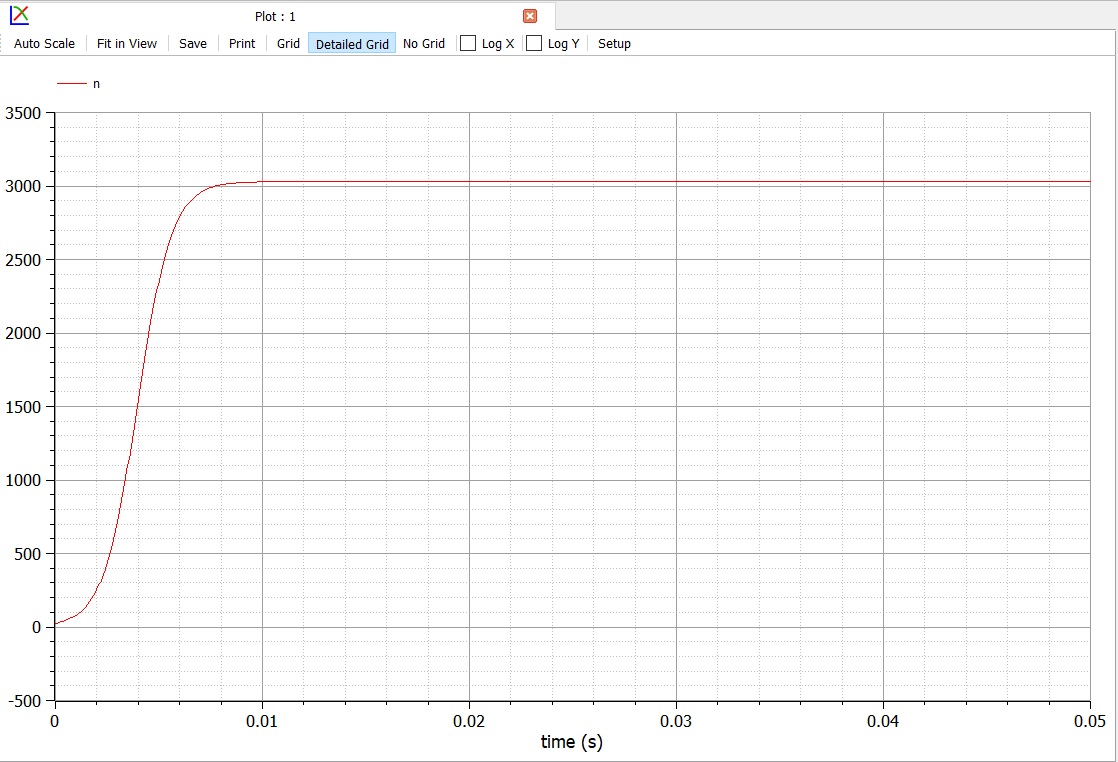 Plot : 1
Auto Scale Fit in View Save Print Grid Detailed Grid No Grid Log X Log Y Setup
n
3500
3000
2500
2000
1500
1000
500
0
-500
0 0.01 0.02 0.03 0.04 0.05
time (s)